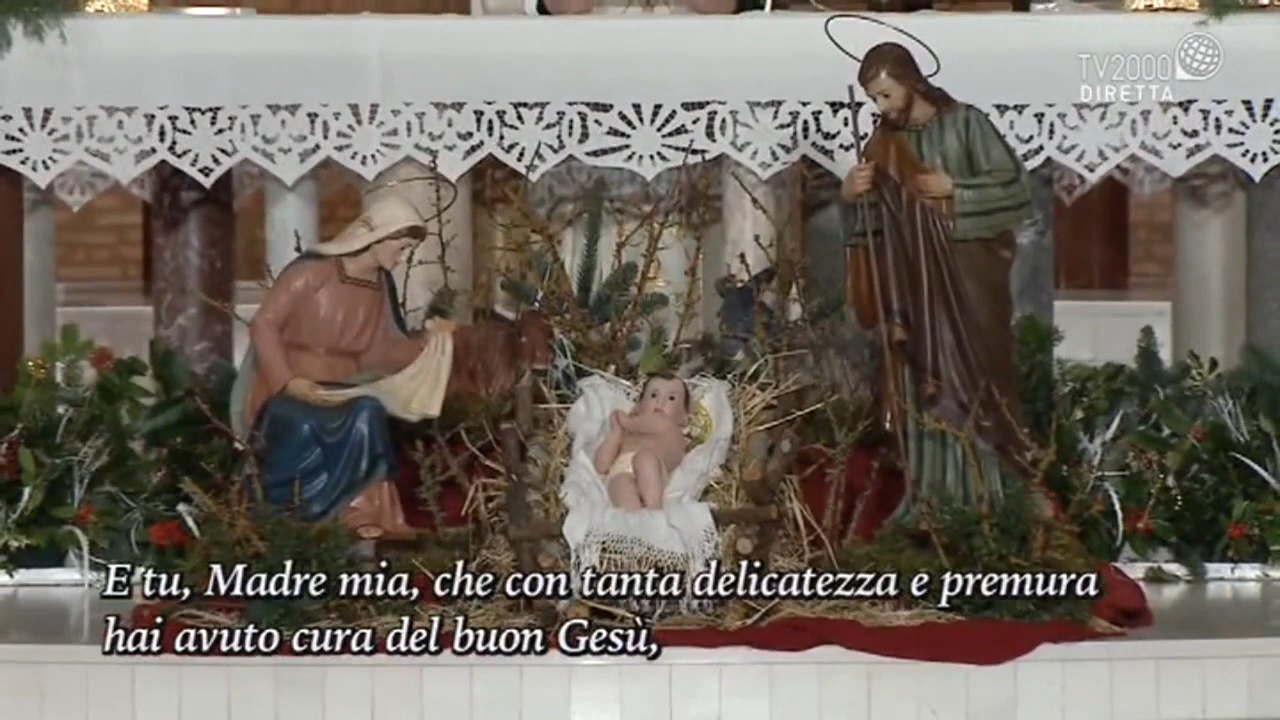 TV2000
DIRETTA
E tu, Madre mia, che con tanta delicatezza e premura
hai avuto cura del buon Gesù,